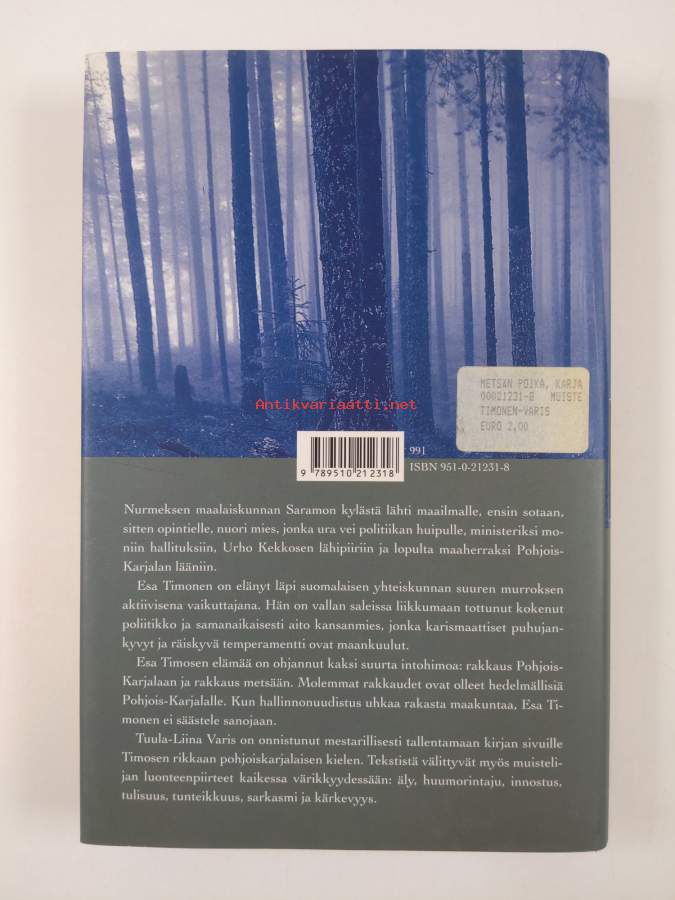 METSÄN POIKA, KARJA
00021231-8 MUISTE
TIMONEN-VARIS
EURO 2,00
Antikvariaatti.net
991
ISBN 951-0-21231-8
9 789510 212318
Nurmeksen maalaiskunnan Saramon kylästä lähti maailmalle, ensin sotaan,
sitten opintielle, nuori mies, jonka ura vei politiikan huipulle, ministeriksi mo-
niin hallituksiin, Urho Kekkosen lähipiiriin ja lopulta maaherraksi Pohjois-
Karjalan lääniin.
Esa Timonen on elänyt läpi suomalaisen yhteiskunnan suuren murroksen
aktiivisena vaikuttajana. Hän on vallan saleissa liikkumaan tottunut kokenut
poliitikko ja samanaikaisesti aito kansanmies, jonka karismaattiset puhujan-
kyvyt ja räiskyvä temperamentti ovat maankuulut.
Esa Timosen elämää on ohjannut kaksi suurta intohimoa: rakkaus Pohjois-
Karjalaan ja rakkaus metsään. Molemmat rakkaudet ovat olleet hedelmällisiä
Pohjois-Karjalalle. Kun hallinnonuudistus uhkaa rakasta maakuntaa, Esa Ti-
monen ei säästele sanojaan.
Tuula-Liina Varis on onnistunut mestarillisesti tallentamaan kirjan sivuille
Timosen rikkaan pohjoiskarjalaisen kielen. Tekstistä välittyvät myös muisteli-
jan luonteenpiirteet kaikessa värikkyydessään: äly, huumorintaju, innostus,
tulisuus, tunteikkuus, sarkasmi ja kärkevyys.